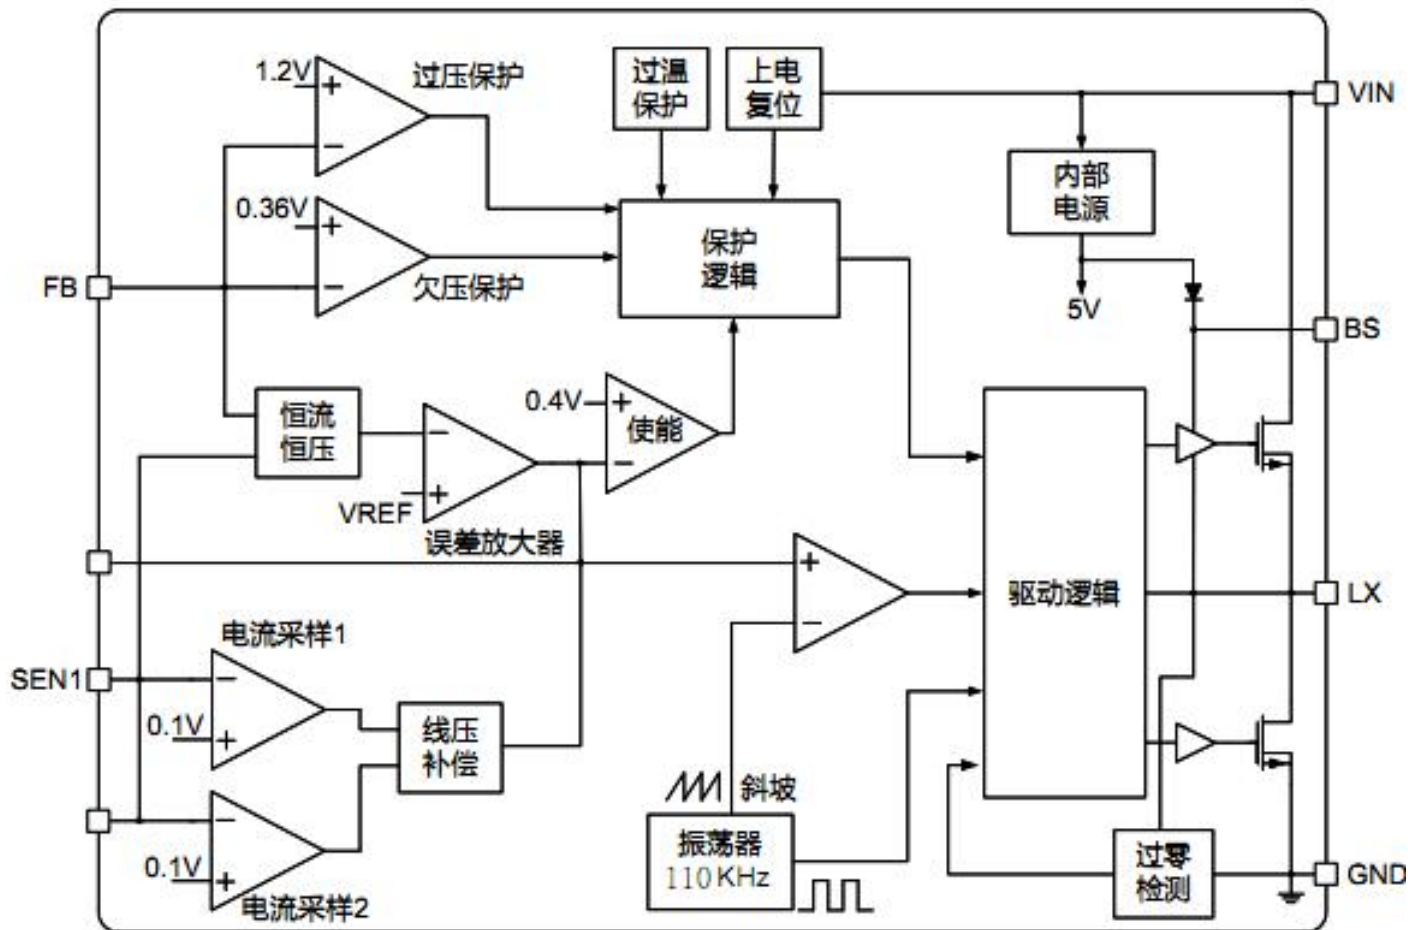 1.2V
过压保护
过温
保护
上电
复位
VIN
内部
电源
0.36V
保护
逻辑
FB
欠压保护
5V
BS
恒流
恒压
0.4V
使能
VREF
误差放大器
驱动逻辑
LX
电流采样1
SEN1
0.1V
线压
补偿
斜坡
振荡器
110KHz
过零
检测
GND
0.1V
电流采样2